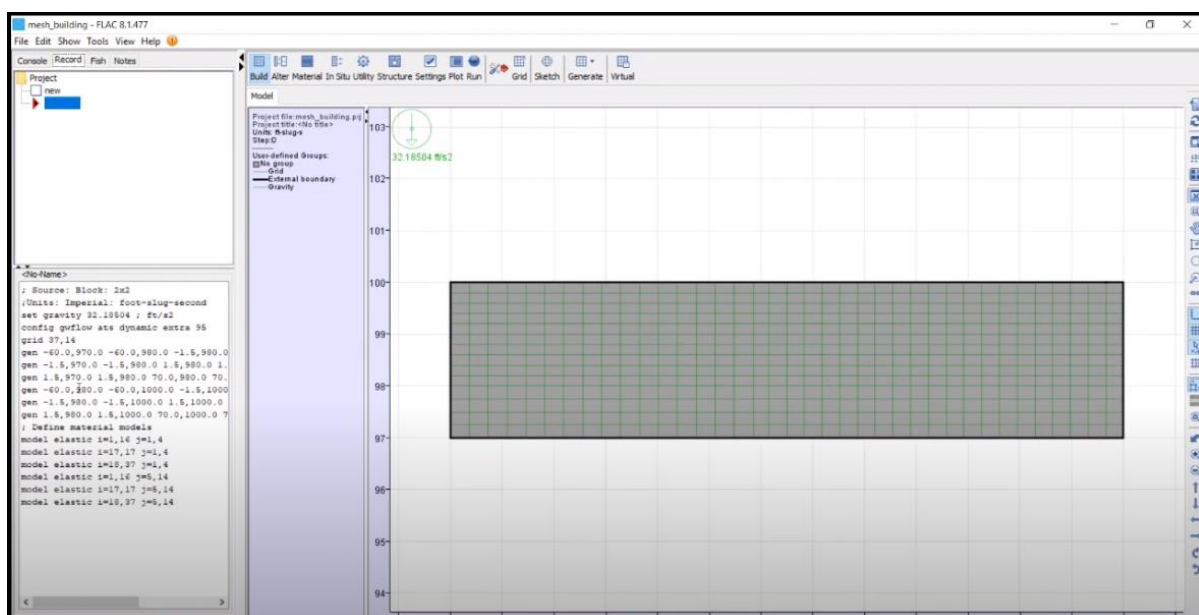 mesh_building - FLAC 8.1.477
File Edit Show Tools View Help
Console Record Fish Notes
Project
new
Build Alter Material In Situ Utility Structure Settings Plot Run Grid Sketch Generate Virtual
Model
Project file:mesh_building.prj
Project title:<No title>
Units: ft-slug-s
Step:0
User-defined Groups:
No group
Grid
External boundary
Gravity
32.18504 ft/s2
103
102
101
100
99
98
97
96
95
94
<No-Name>
; Source: Block: 2x2
;Units: Imperial: foot-slug-second
set gravity 32.18504 ; ft/s2
config gwflow ats dynamic extra 95
grid 37,14
gen -60.0,970.0 -60.0,980.0 -1.5,980.0
gen -1.5,970.0 -1.5,980.0 1.5,980.0 1.
gen 1.5,970.0 1.5,980.0 70.0,980.0 70.
gen -60.0,980.0 -60.0,1000.0 -1.5,1000
gen -1.5,980.0 -1.5,1000.0 1.5,1000.0
gen 1.5,980.0 1.5,1000.0 70.0,1000.0 7
; Define material models
model elastic i=1,16 j=1,4
model elastic i=17,17 j=1,4
model elastic i=18,37 j=1,4
model elastic i=1,16 j=5,14
model elastic i=17,17 j=5,14
model elastic i=18,37 j=5,14